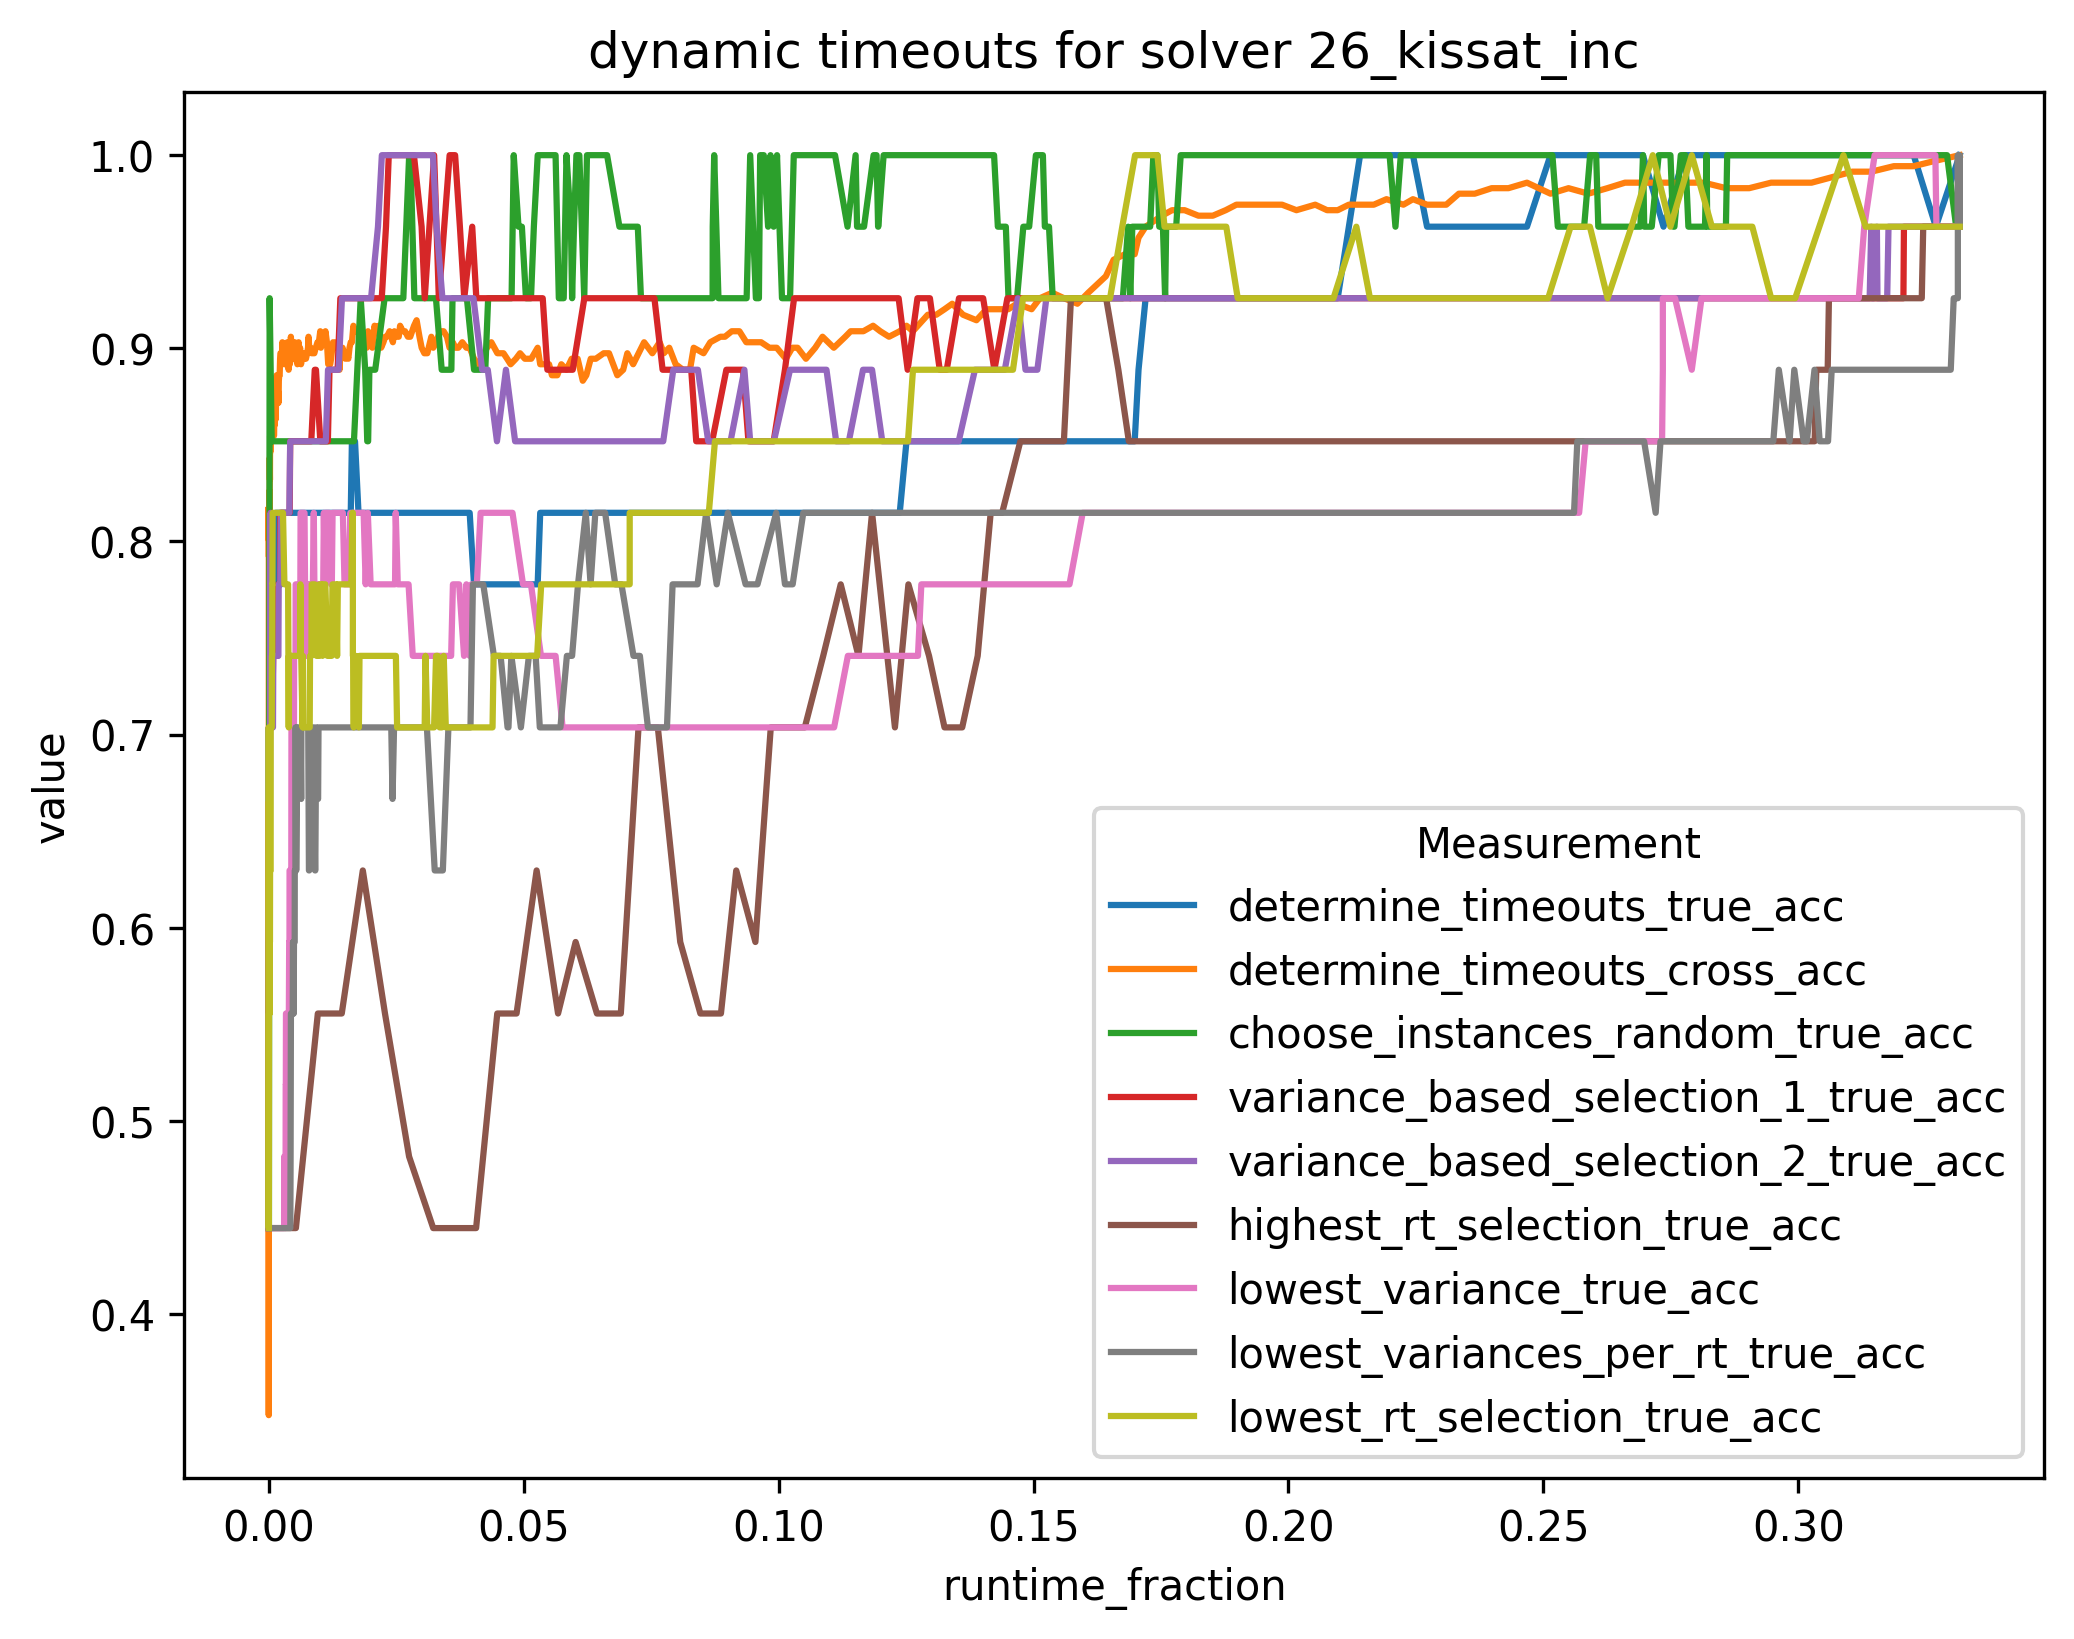 dynamic timeouts for solver 26_kissat_inc
1.0
0.9
0.8
0.7
0.6
0.5
0.4
value
0.00 0.05 0.10 0.15 0.20 0.25 0.30
runtime_fraction
Measurement
determine_timeouts_true_acc
determine_timeouts_cross_acc
choose_instances_random_true_acc
variance_based_selection_1_true_acc
variance_based_selection_2_true_acc
highest_rt_selection_true_acc
lowest_variance_true_acc
lowest_variances_per_rt_true_acc
lowest_rt_selection_true_acc